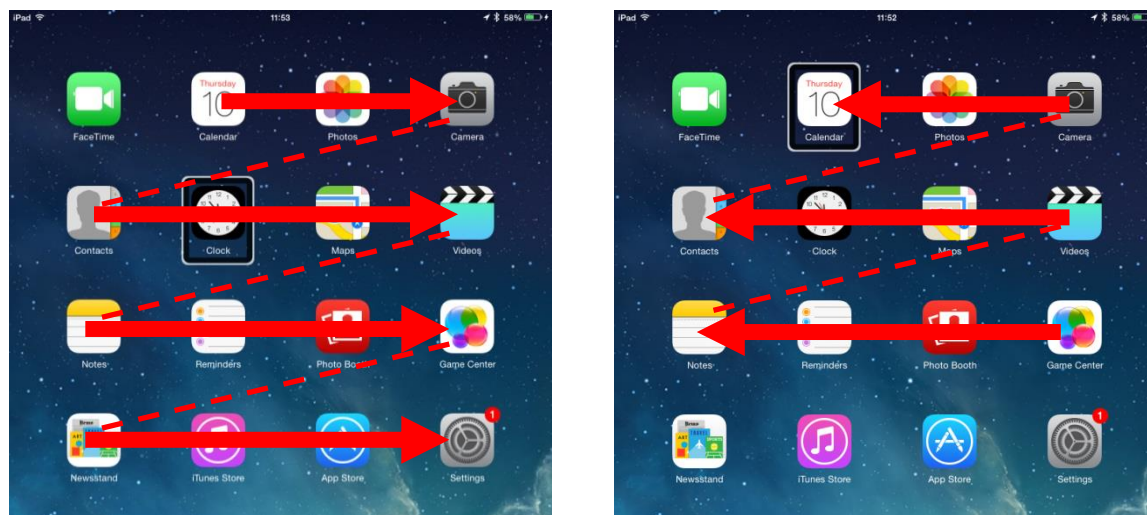 iPad 11:53 58%
Thursday
10
FaceTime Calendar Photos Camera
Contacts Clock Maps Videos
Notes Reminders Photo Booth Game Center
1
Newsstand iTunes Store App Store Settings
iPad 11:52 58%
Thursday
10
FaceTime Calendar Photos Camera
Contacts Clock Maps Videos
Notes Reminders Photo Booth Game Center
1
Newsstand iTunes Store App Store Settings